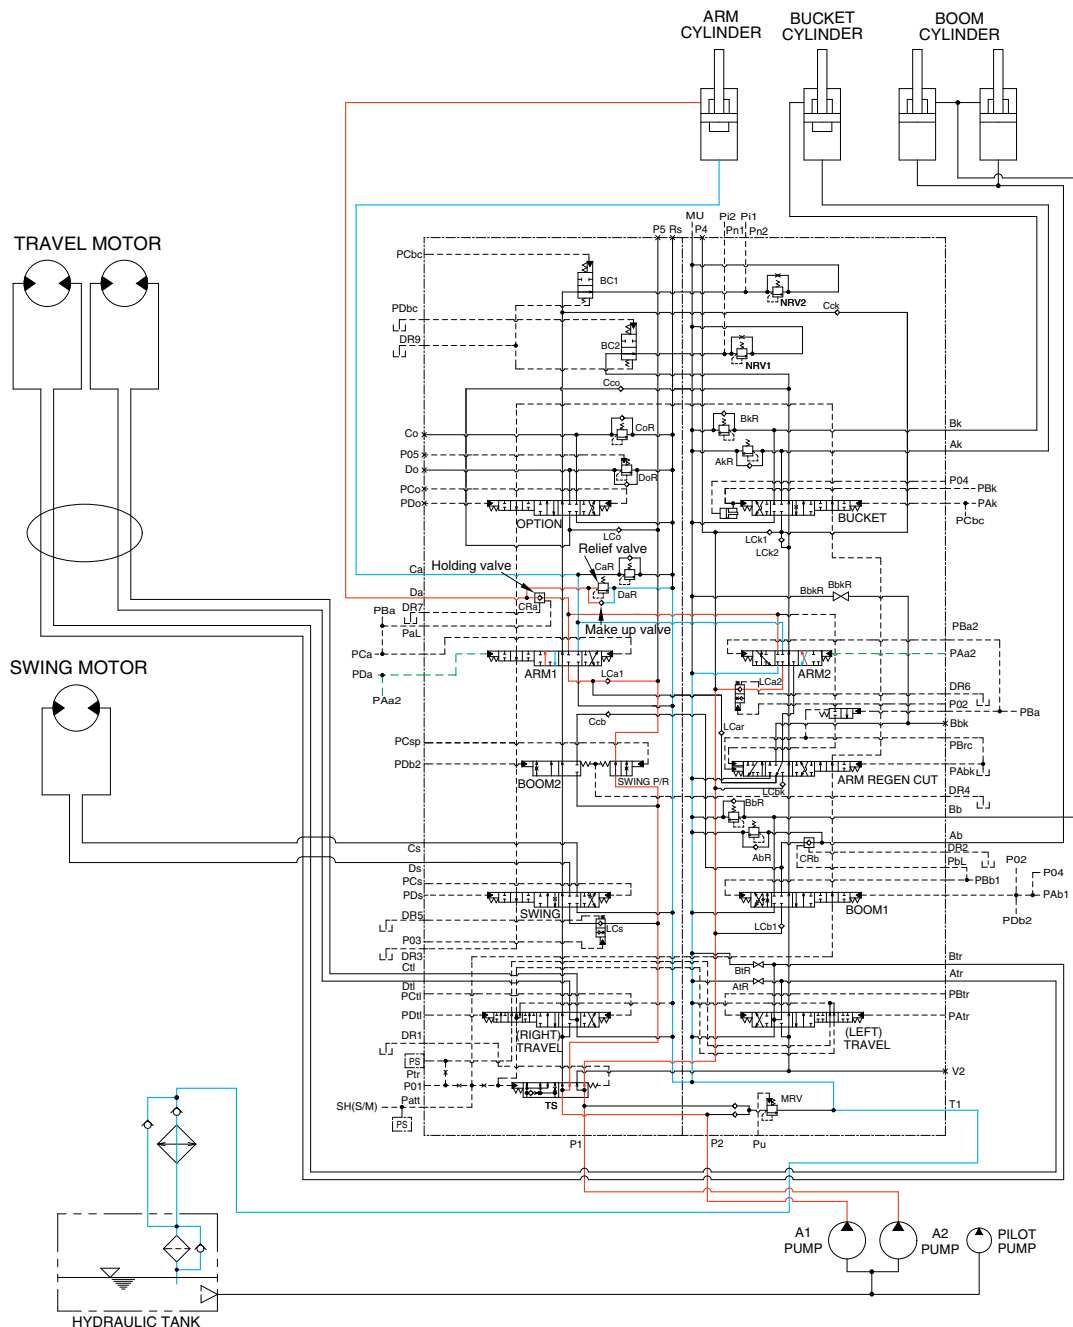 ARM
CYLINDER
BUCKET
CYLINDER
BOOM
CYLINDER
TRAVEL MOTOR
MU
Pi2
Pi1
P5
Rs
P4
Pn1
Pn2
PCbc
BC1
NRV2
Cck
PDbc
DR9
BC2
NRV1
Cco
BkR
Bk
Co
CoR
AkR
Ak
P05
Do
DoR
P04
PCo
PBk
PDo
PAk
OPTION
BUCKET
PCbc
LCo
LCk1
LCk2
Relief valve
Holding valve
Ca
CaR
Da
DaR
BbkR
BbkR
PBa
DR7
CRa
PaL
Make up valve
PBa2
PCa
PDa
PAa2
ARM1
ARM2
PAa2
LCa1
LCa2
DR6
P02
PBa
Ccb
LCar
Bbk
SWING MOTOR
PCsp
PBrc
PDb2
PAbk
BOOM2
SWING P/R
ARM REGEN CUT
LCbk
DR4
BbR
Bb
Cs
AbR
CRb
Ab
DR2
Ds
PbL
P02
P04
PCs
PBb1
PDs
PAb1
SWING
BOOM1
DR5
LCs
LCb1
PDb2
P03
DR3
Ctl
BtR
Btr
AtR
Atr
Dtl
PCtl
PBtr
PDtl
PAtr
(RIGHT)
TRAVEL
(LEFT)
TRAVEL
DR1
PS
Ptr
V2
P01
Patt
TS
MRV
T1
SH(S/M)
PS
P1
P2
Pu
A1
PUMP
A2
PUMP
PILOT
PUMP
HYDRAULIC TANK